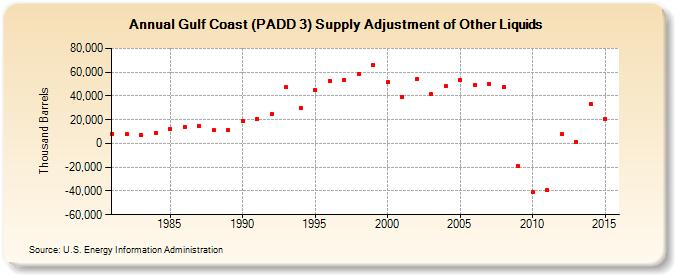 Annual Gulf Coast (PADD 3) Supply Adjustment of Other Liquids
Thousand Barrels
80,000
60,000
40,000
20,000
0
-20,000
-40,000
-60,000
1985 1990 1995 2000 2005 2010 2015
Source: U.S. Energy Information Administration